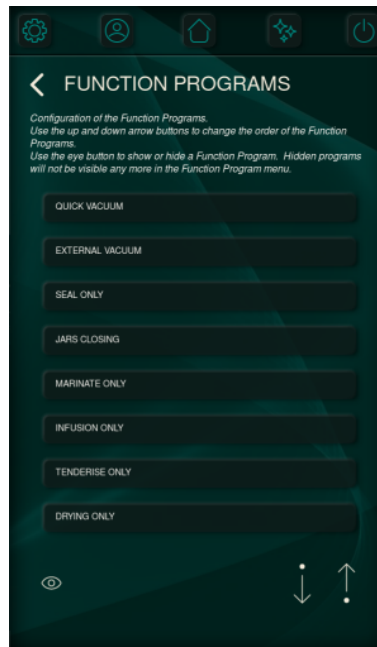 FUNCTION PROGRAMS
Configuration of the Function Programs.
Use the up and down arrow buttons to change the order of the Function
Programs.
Use the eye button to show or hide a Function Program. Hidden programs
will not be visible any more in the Function Program menu.
QUICK VACUUM
EXTERNAL VACUUM
SEAL ONLY
JARS CLOSING
MARINATE ONLY
INFUSION ONLY
TENDERISE ONLY
DRYING ONLY